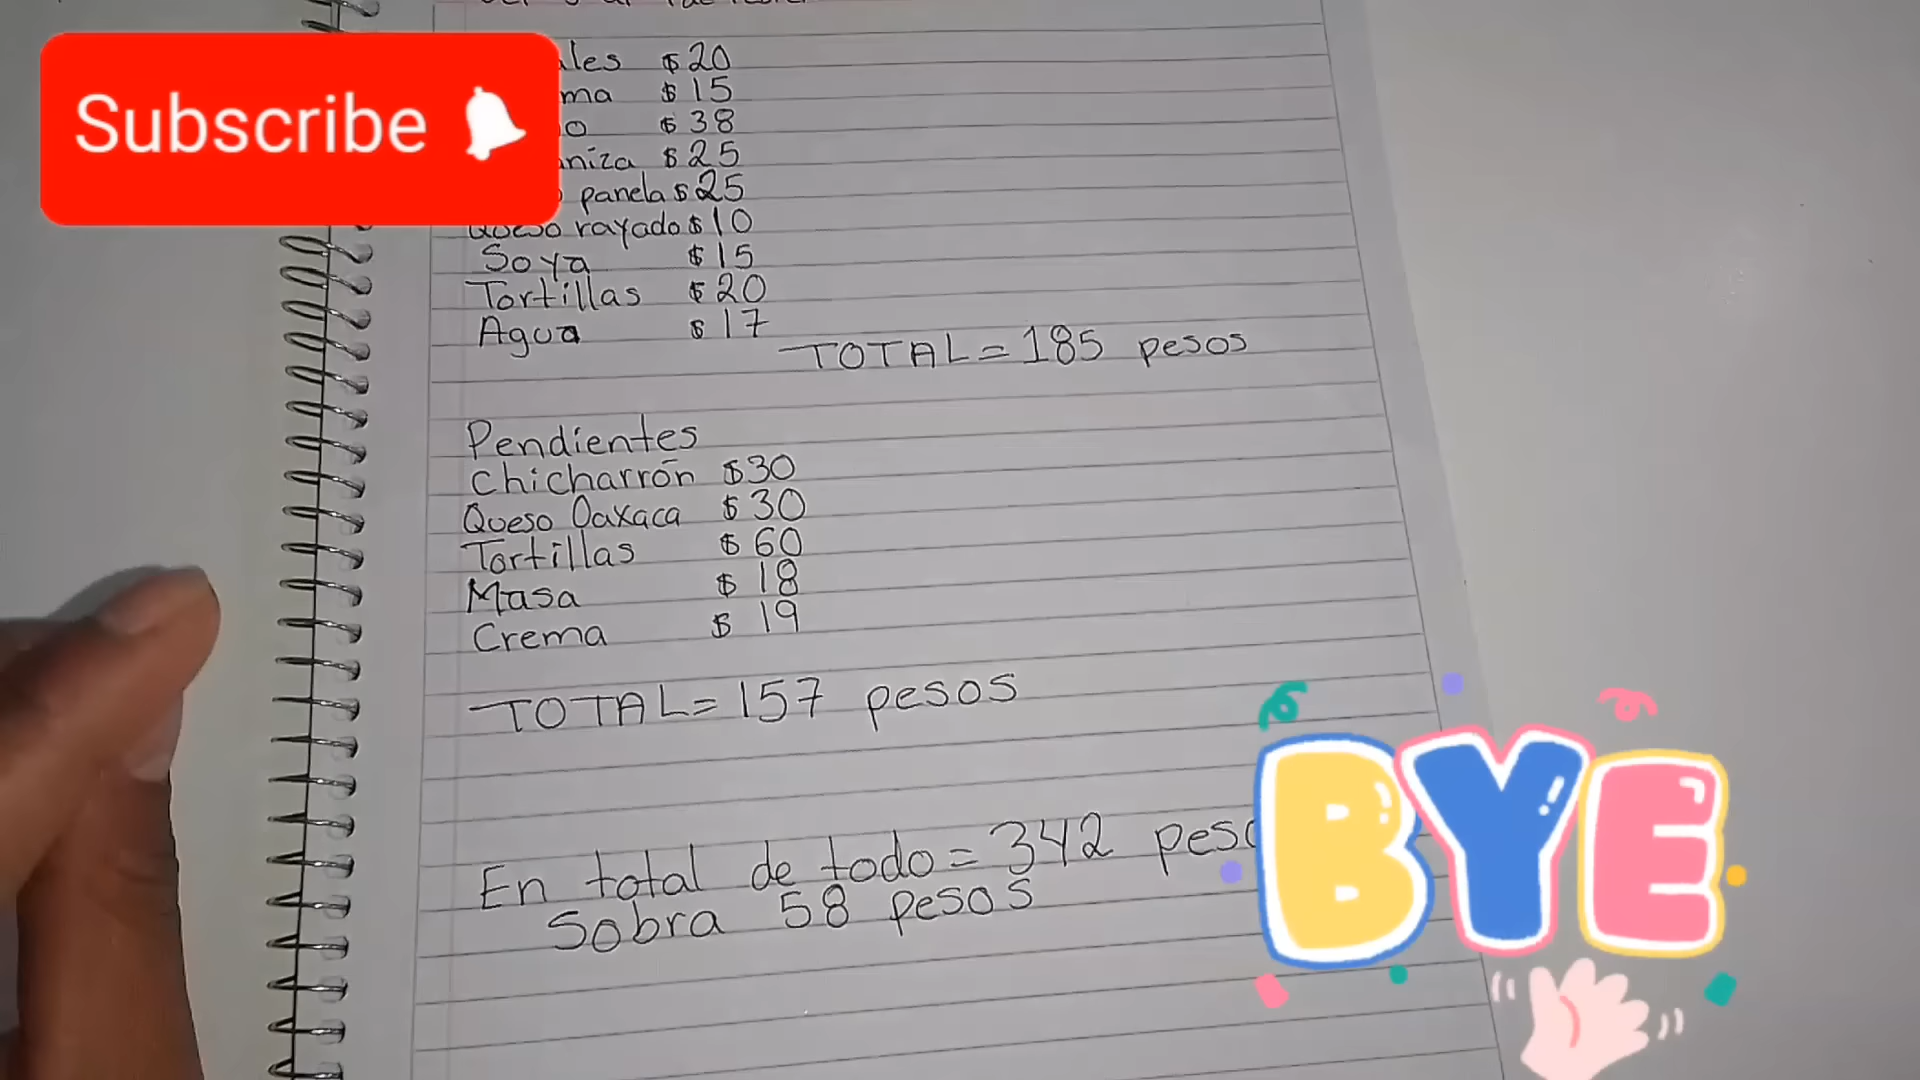 Subscribe
$20
$15
$38
$25
panela $25
Queso rayado $10
Soya $15
Tortillas $20
Agua $17
TOTAL = 185 pesos
Pendientes
Chicharrón $30
Queso Oaxaca $30
Tortillas $60
Masa $18
Crema $19
TOTAL = 157 pesos
En total de todo = 342
Sobra 58 pesos
BYE